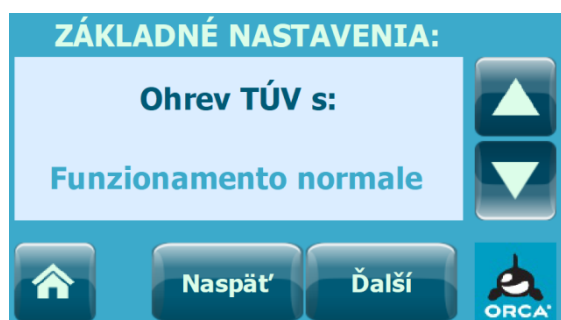 ZÁKLADNÉ NASTAVENIA:
Ohrev TÚV s:
Funzionamento normale
Naspäť
Ďalší
ORCA